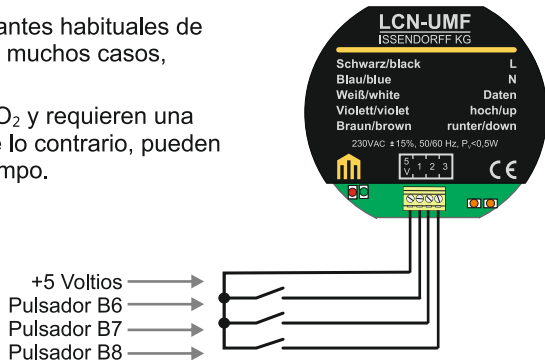 antes habituales de
muchos casos,
O₂ y requieren una
lo contrario, pueden
mpo.
LCN-UMF
ISSENDORFF KG
Schwarz/black L
Blau/blue N
Weiß/white Daten
Violett/violet hoch/up
Braun/brown runter/down
230VAC ±15%, 50/60 Hz, Pᵥ<0,5W
5V 1 2 3
CE
+5 Voltios
Pulsador B6
Pulsador B7
Pulsador B8